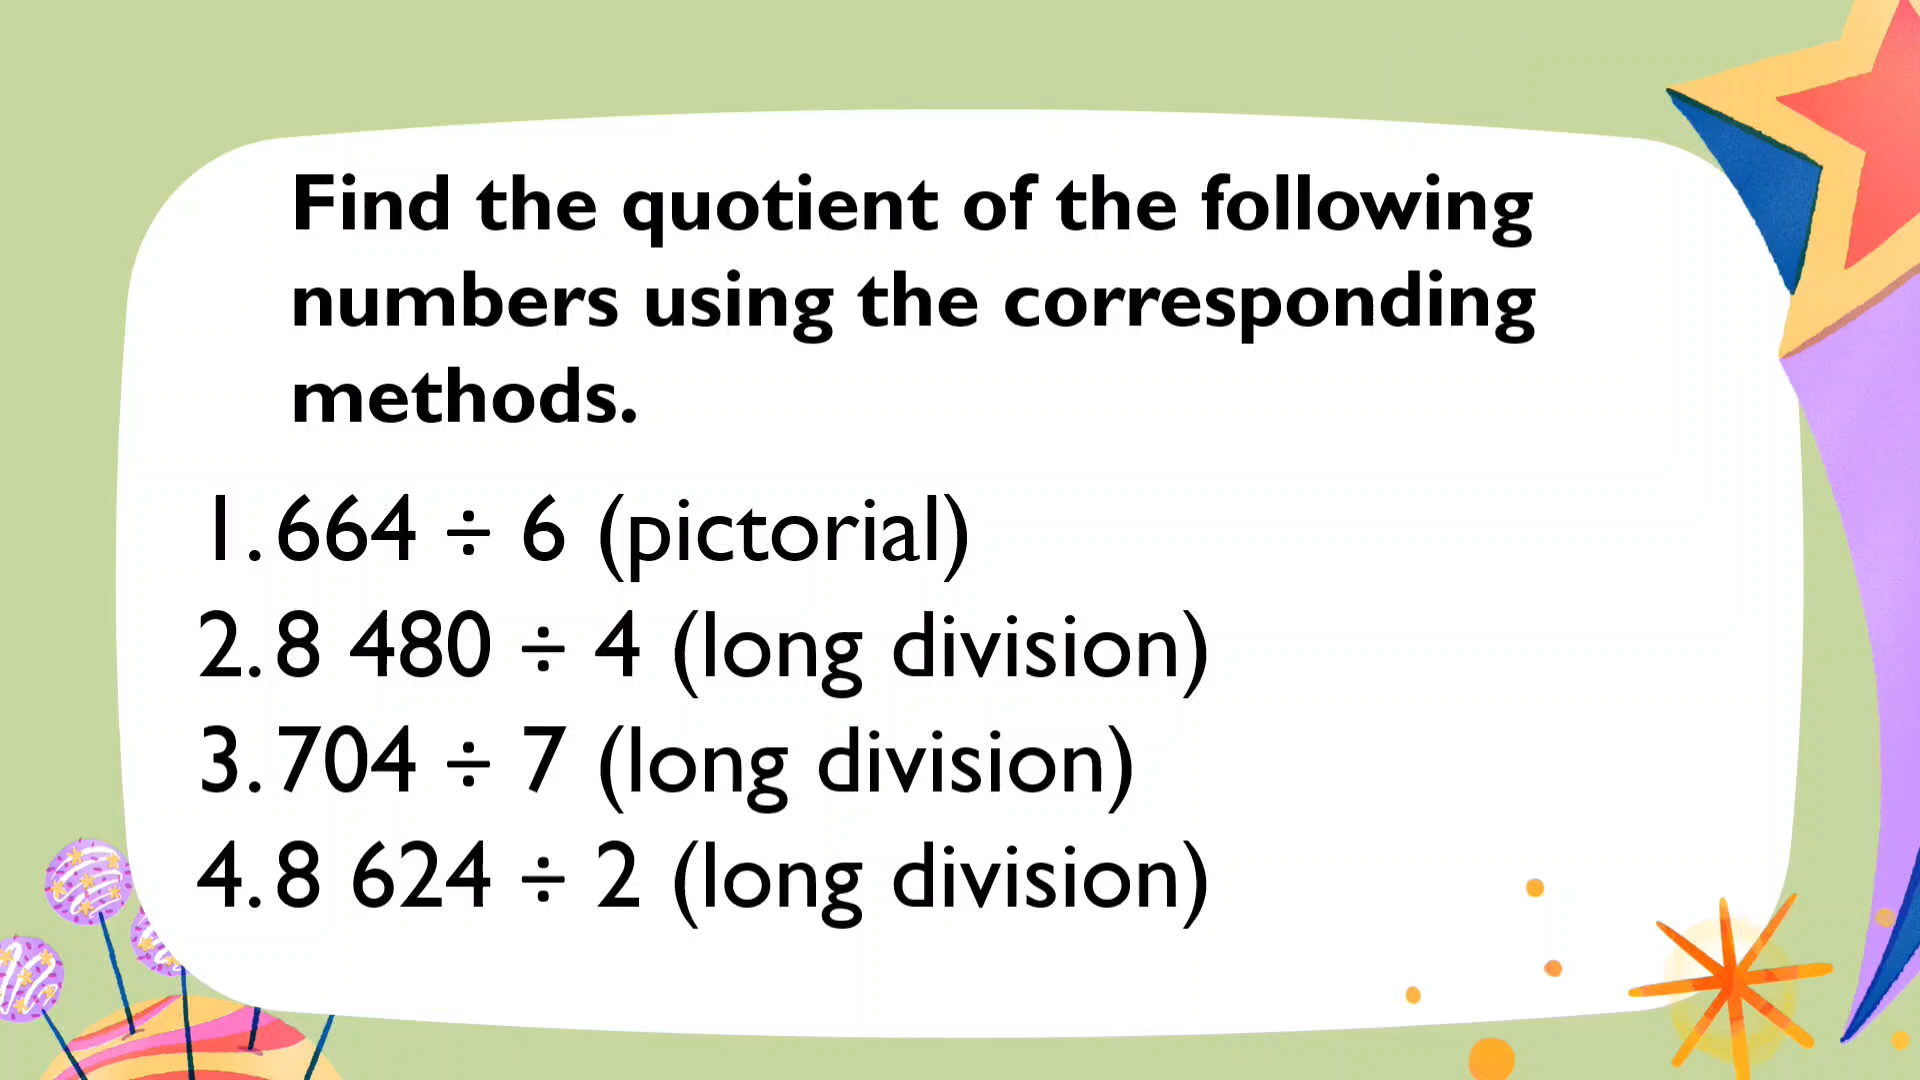 Find the quotient of the following
numbers using the corresponding
methods.
1. 664 ÷ 6 (pictorial)
2. 8 480 ÷ 4 (long division)
3. 704 ÷ 7 (long division)
4. 8 624 ÷ 2 (long division)